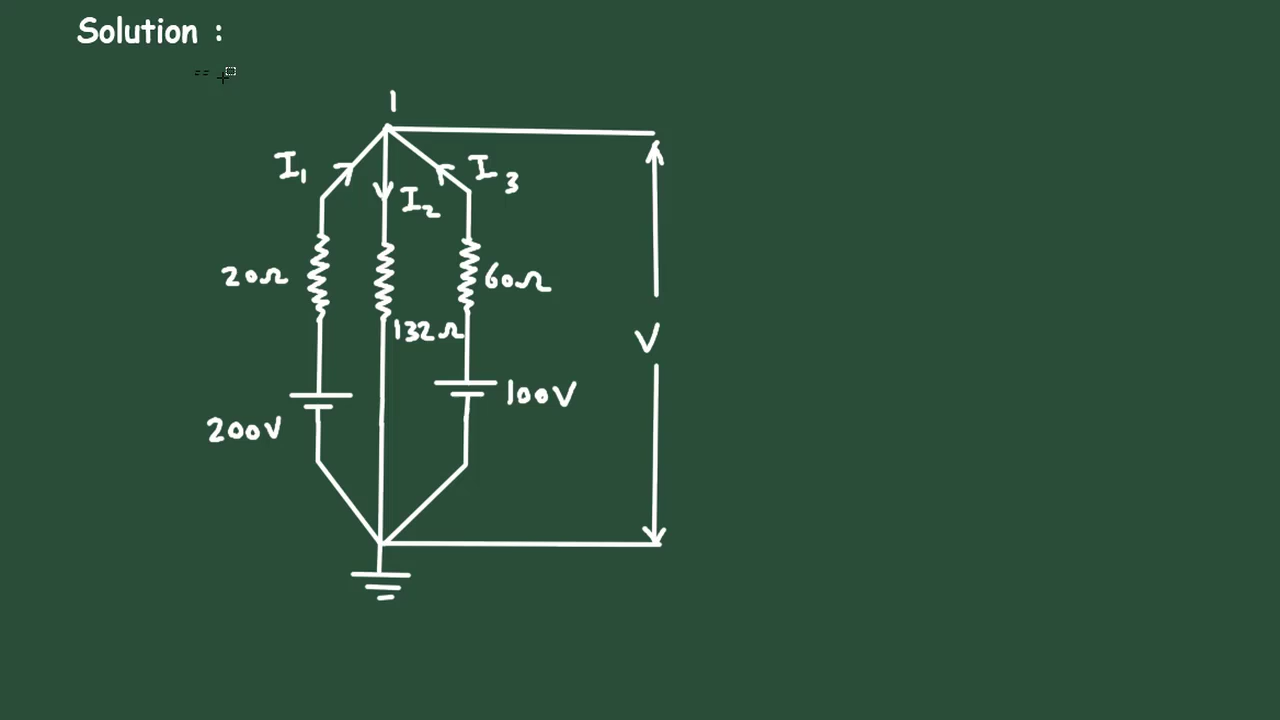 Solution :
1
I₁
I₃
I₂
20Ω
60Ω
132Ω
V
100V
200V